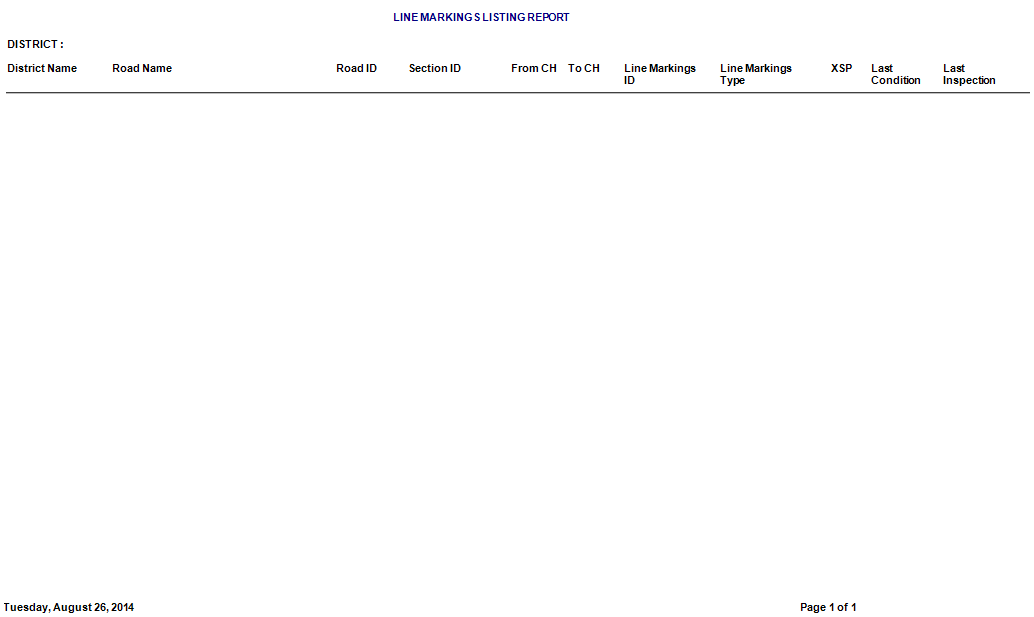 LINE MARKINGS LISTING REPORT
DISTRICT :
District Name Road Name Road ID Section ID From CH To CH Line Markings ID Line Markings Type XSP Last Condition Last Inspection
Tuesday, August 26, 2014 Page 1 of 1